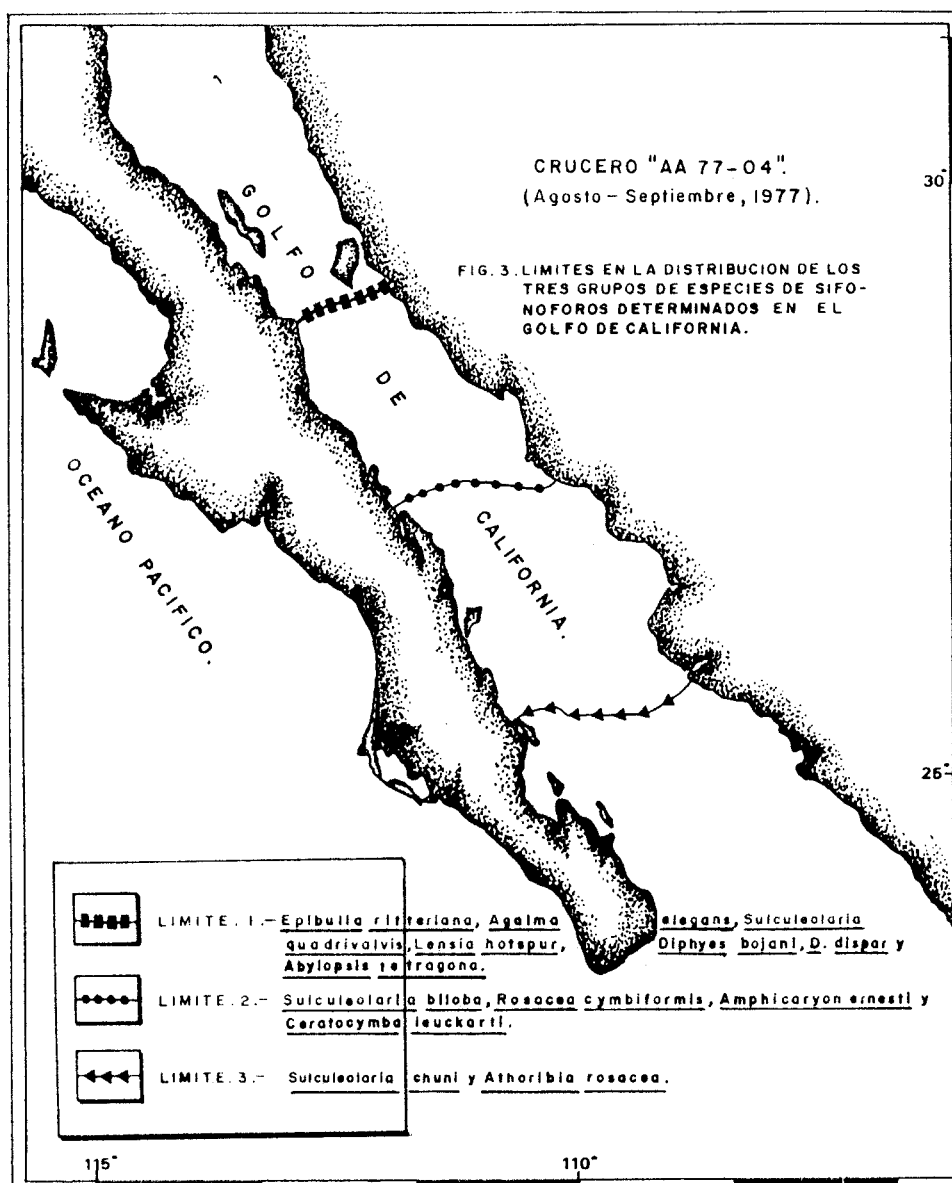 CRUCERO "AA 77-04".
(Agosto - Septiembre, 1977).
30°
FIG. 3. LIMITES EN LA DISTRIBUCION DE LOS
TRES GRUPOS DE ESPECIES DE SIFO-
NOFOROS DETERMINADOS EN EL
GOLFO DE CALIFORNIA.
GOLFO
DE
CALIFORNIA.
OCEANO PACIFICO.
25°
LIMITE. 1.- Epibulia ritteriana, Agalma elegans, Sulculeolaria
quadrivalvis, Lensia hotspur, Diphyes bojani, D. dispar y
Abylopsis tetragona.
LIMITE. 2.- Sulculeolaria biloba, Rosacea cymbiformis, Amphicaryon ernesti y
Ceratocymba leuckarti.
LIMITE. 3.- Sulculeolaria chuni y Athoribia rosacea.
115°
110°